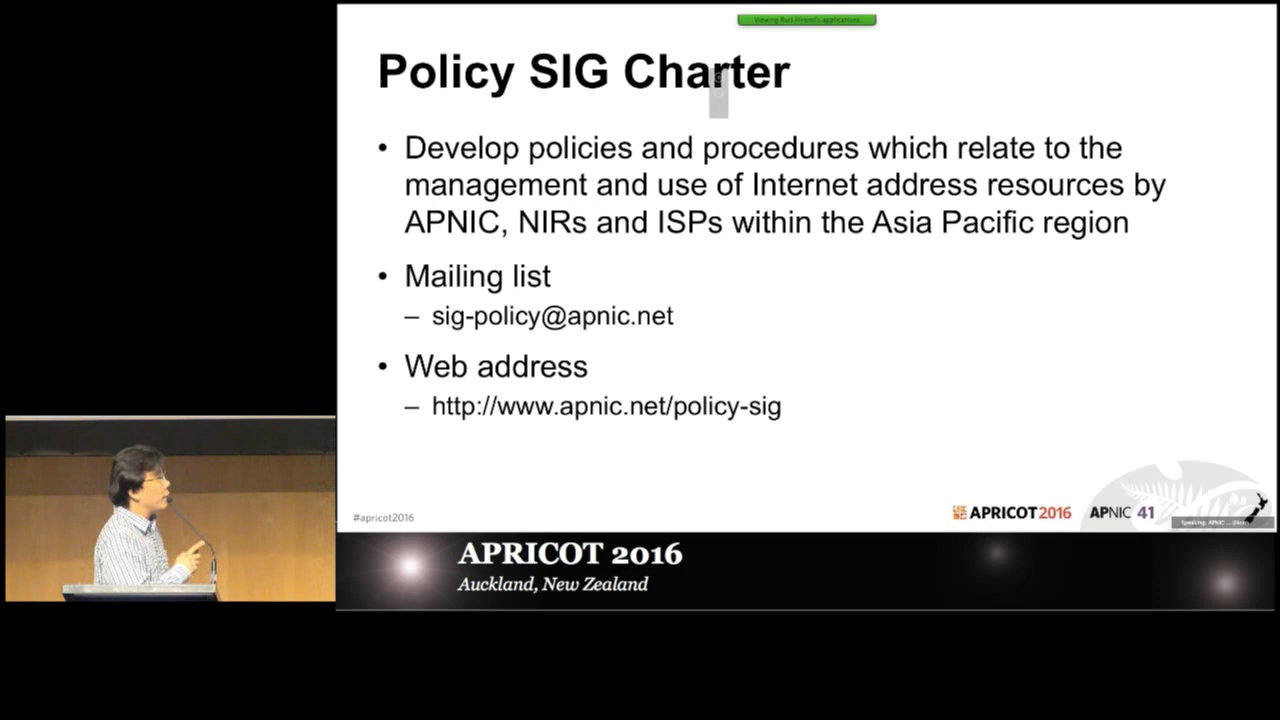 Policy SIG Charter
• Develop policies and procedures which relate to the
management and use of Internet address resources by
APNIC, NIRs and ISPs within the Asia Pacific region
• Mailing list
– sig-policy@apnic.net
• Web address
– http://www.apnic.net/policy-sig
#apricot2016
APRICOT 2016
APNIC 41
APRICOT 2016
Auckland, New Zealand